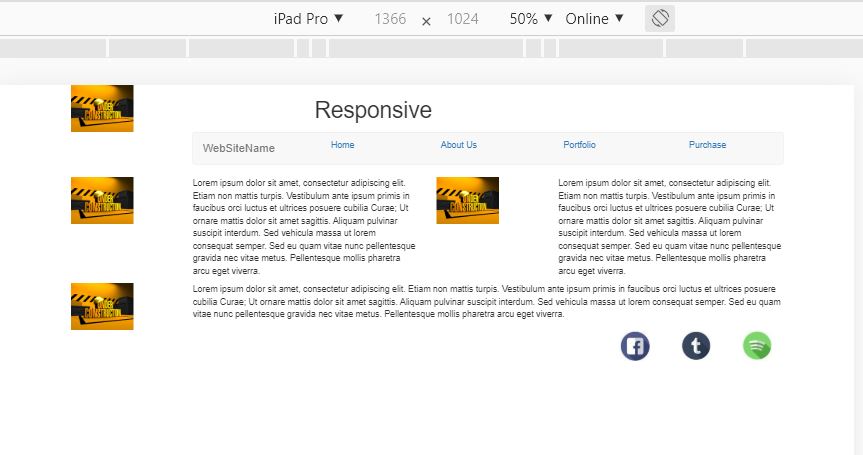 iPad Pro ▼ 1366 × 1024 50% ▼ Online ▼
UNDER CONSTRUCTION
Responsive
WebSiteName Home About Us Portfolio Purchase
UNDER CONSTRUCTION
Lorem ipsum dolor sit amet, consectetur adipiscing elit.
Etiam non mattis turpis. Vestibulum ante ipsum primis in
faucibus orci luctus et ultrices posuere cubilia Curae; Ut
ornare mattis dolor sit amet sagittis. Aliquam pulvinar
suscipit interdum. Sed vehicula massa ut lorem
consequat semper. Sed eu quam vitae nunc pellentesque
gravida nec vitae metus. Pellentesque mollis pharetra
arcu eget viverra.
UNDER CONSTRUCTION
Lorem ipsum dolor sit amet, consectetur adipiscing elit.
Etiam non mattis turpis. Vestibulum ante ipsum primis in
faucibus orci luctus et ultrices posuere cubilia Curae; Ut
ornare mattis dolor sit amet sagittis. Aliquam pulvinar
suscipit interdum. Sed vehicula massa ut lorem
consequat semper. Sed eu quam vitae nunc pellentesque
gravida nec vitae metus. Pellentesque mollis pharetra
arcu eget viverra.
UNDER CONSTRUCTION
Lorem ipsum dolor sit amet, consectetur adipiscing elit. Etiam non mattis turpis. Vestibulum ante ipsum primis in faucibus orci luctus et ultrices posuere
cubilia Curae; Ut ornare mattis dolor sit amet sagittis. Aliquam pulvinar suscipit interdum. Sed vehicula massa ut lorem consequat semper. Sed eu quam
vitae nunc pellentesque gravida nec vitae metus. Pellentesque mollis pharetra arcu eget viverra.
f t